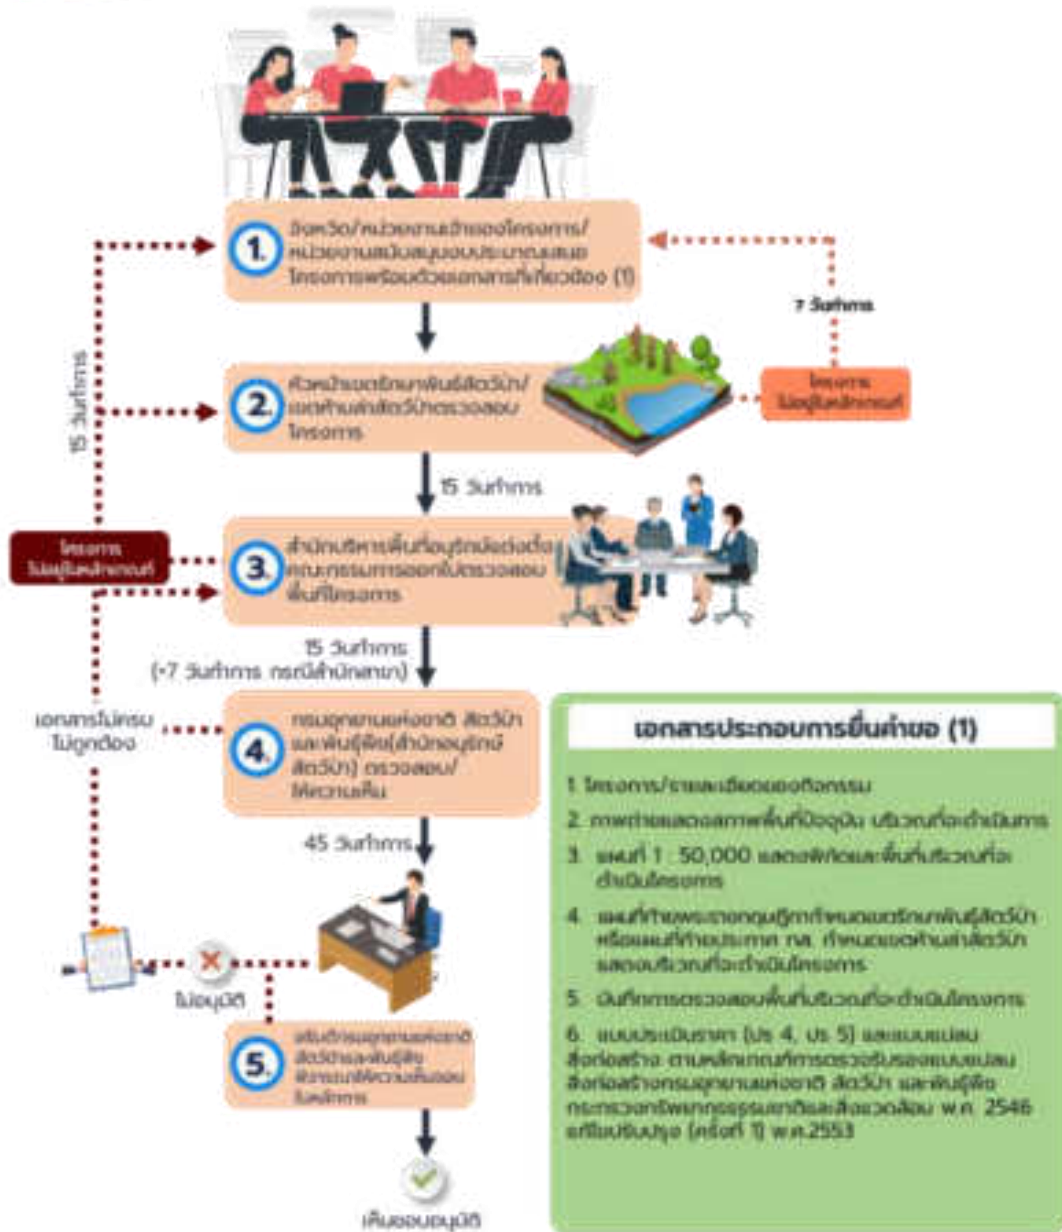 1.
จังหวัด/หน่วยงานเจ้าของโครงการ/
หน่วยงานสนับสนุนงบประมาณเสนอ
โครงการพร้อมด้วยเอกสารที่เกี่ยวข้อง (1)
7 วันทำการ
15 วันทำการ
2.
หัวหน้าเขตรักษาพันธุ์สัตว์ป่า/
เขตห้ามล่าสัตว์ป่าตรวจสอบ
โครงการ
โครงการ
ไม่อยู่ในหลักเกณฑ์
15 วันทำการ
โครงการ
ไม่อยู่ในหลักเกณฑ์
3.
สำนักบริหารพื้นที่อนุรักษ์แต่งตั้ง
คณะกรรมการออกไปตรวจสอบ
พื้นที่โครงการ
15 วันทำการ
(+7 วันทำการ กรณีสำนักสาขา)
เอกสารไม่ครบ
ไม่ถูกต้อง
4.
กรมอุทยานแห่งชาติ สัตว์ป่า
และพันธุ์พืช(สำนักอนุรักษ์
สัตว์ป่า) ตรวจสอบ/
ให้ความเห็น
45 วันทำการ
ไม่อนุมัติ
5.
อธิบดีกรมอุทยานแห่งชาติ
สัตว์ป่าและพันธุ์พืช
พิจารณาให้ความเห็นชอบ
ในหลักการ
เห็นชอบอนุมัติ
เอกสารประกอบการยื่นคำขอ (1)
1. โครงการ/รายละเอียดของกิจกรรม
2. ภาพถ่ายแสดงสภาพพื้นที่ปัจจุบัน บริเวณที่จะดำเนินการ
3. แผนที่ 1 : 50,000 แสดงพิกัดและพื้นที่บริเวณที่จะ
ดำเนินโครงการ
4. แผนที่ท้ายพระราชกฤษฎีกากำหนดเขตรักษาพันธุ์สัตว์ป่า
หรือแผนที่ท้ายประกาศ ทส. กำหนดเขตห้ามล่าสัตว์ป่า
แสดงบริเวณที่จะดำเนินโครงการ
5. บันทึกการตรวจสอบพื้นที่บริเวณที่จะดำเนินโครงการ
6. แบบประเมินราคา (ปร 4, ปร 5) และแบบแปลน
สิ่งก่อสร้าง ตามหลักเกณฑ์การตรวจรับรองแบบแปลน
สิ่งก่อสร้างกรมอุทยานแห่งชาติ สัตว์ป่า และพันธุ์พืช
กระทรวงทรัพยากรธรรมชาติและสิ่งแวดล้อม พ.ศ. 2546
แก้ไขปรับปรุง (ครั้งที่ 1) พ.ศ.2553